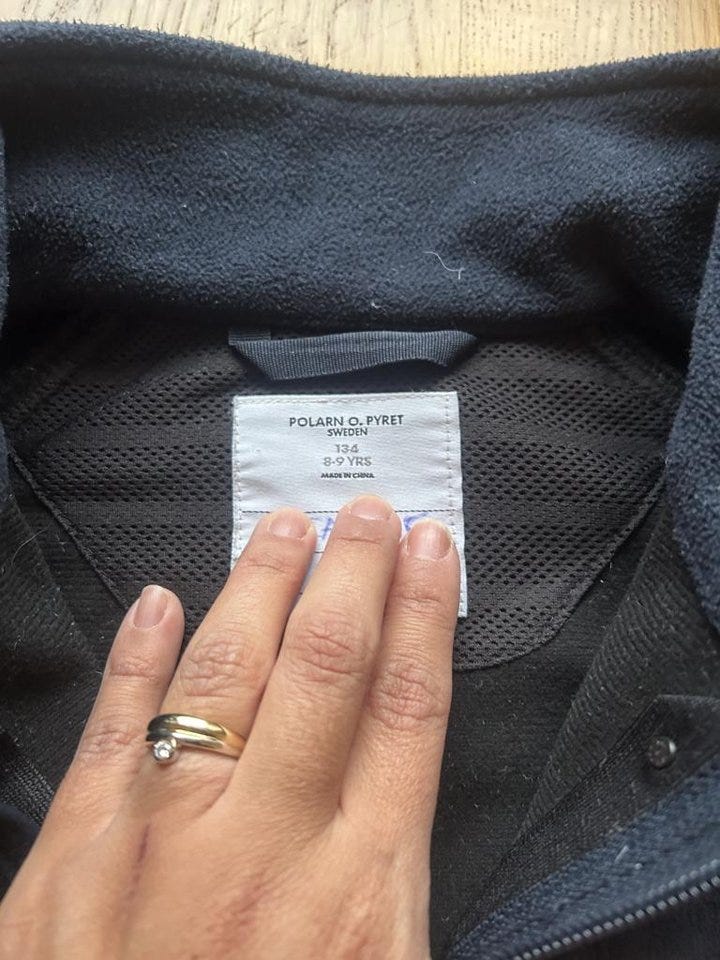 POLARN O. PYRET
SWEDEN
134
8-9 YRS
MADE IN CHINA